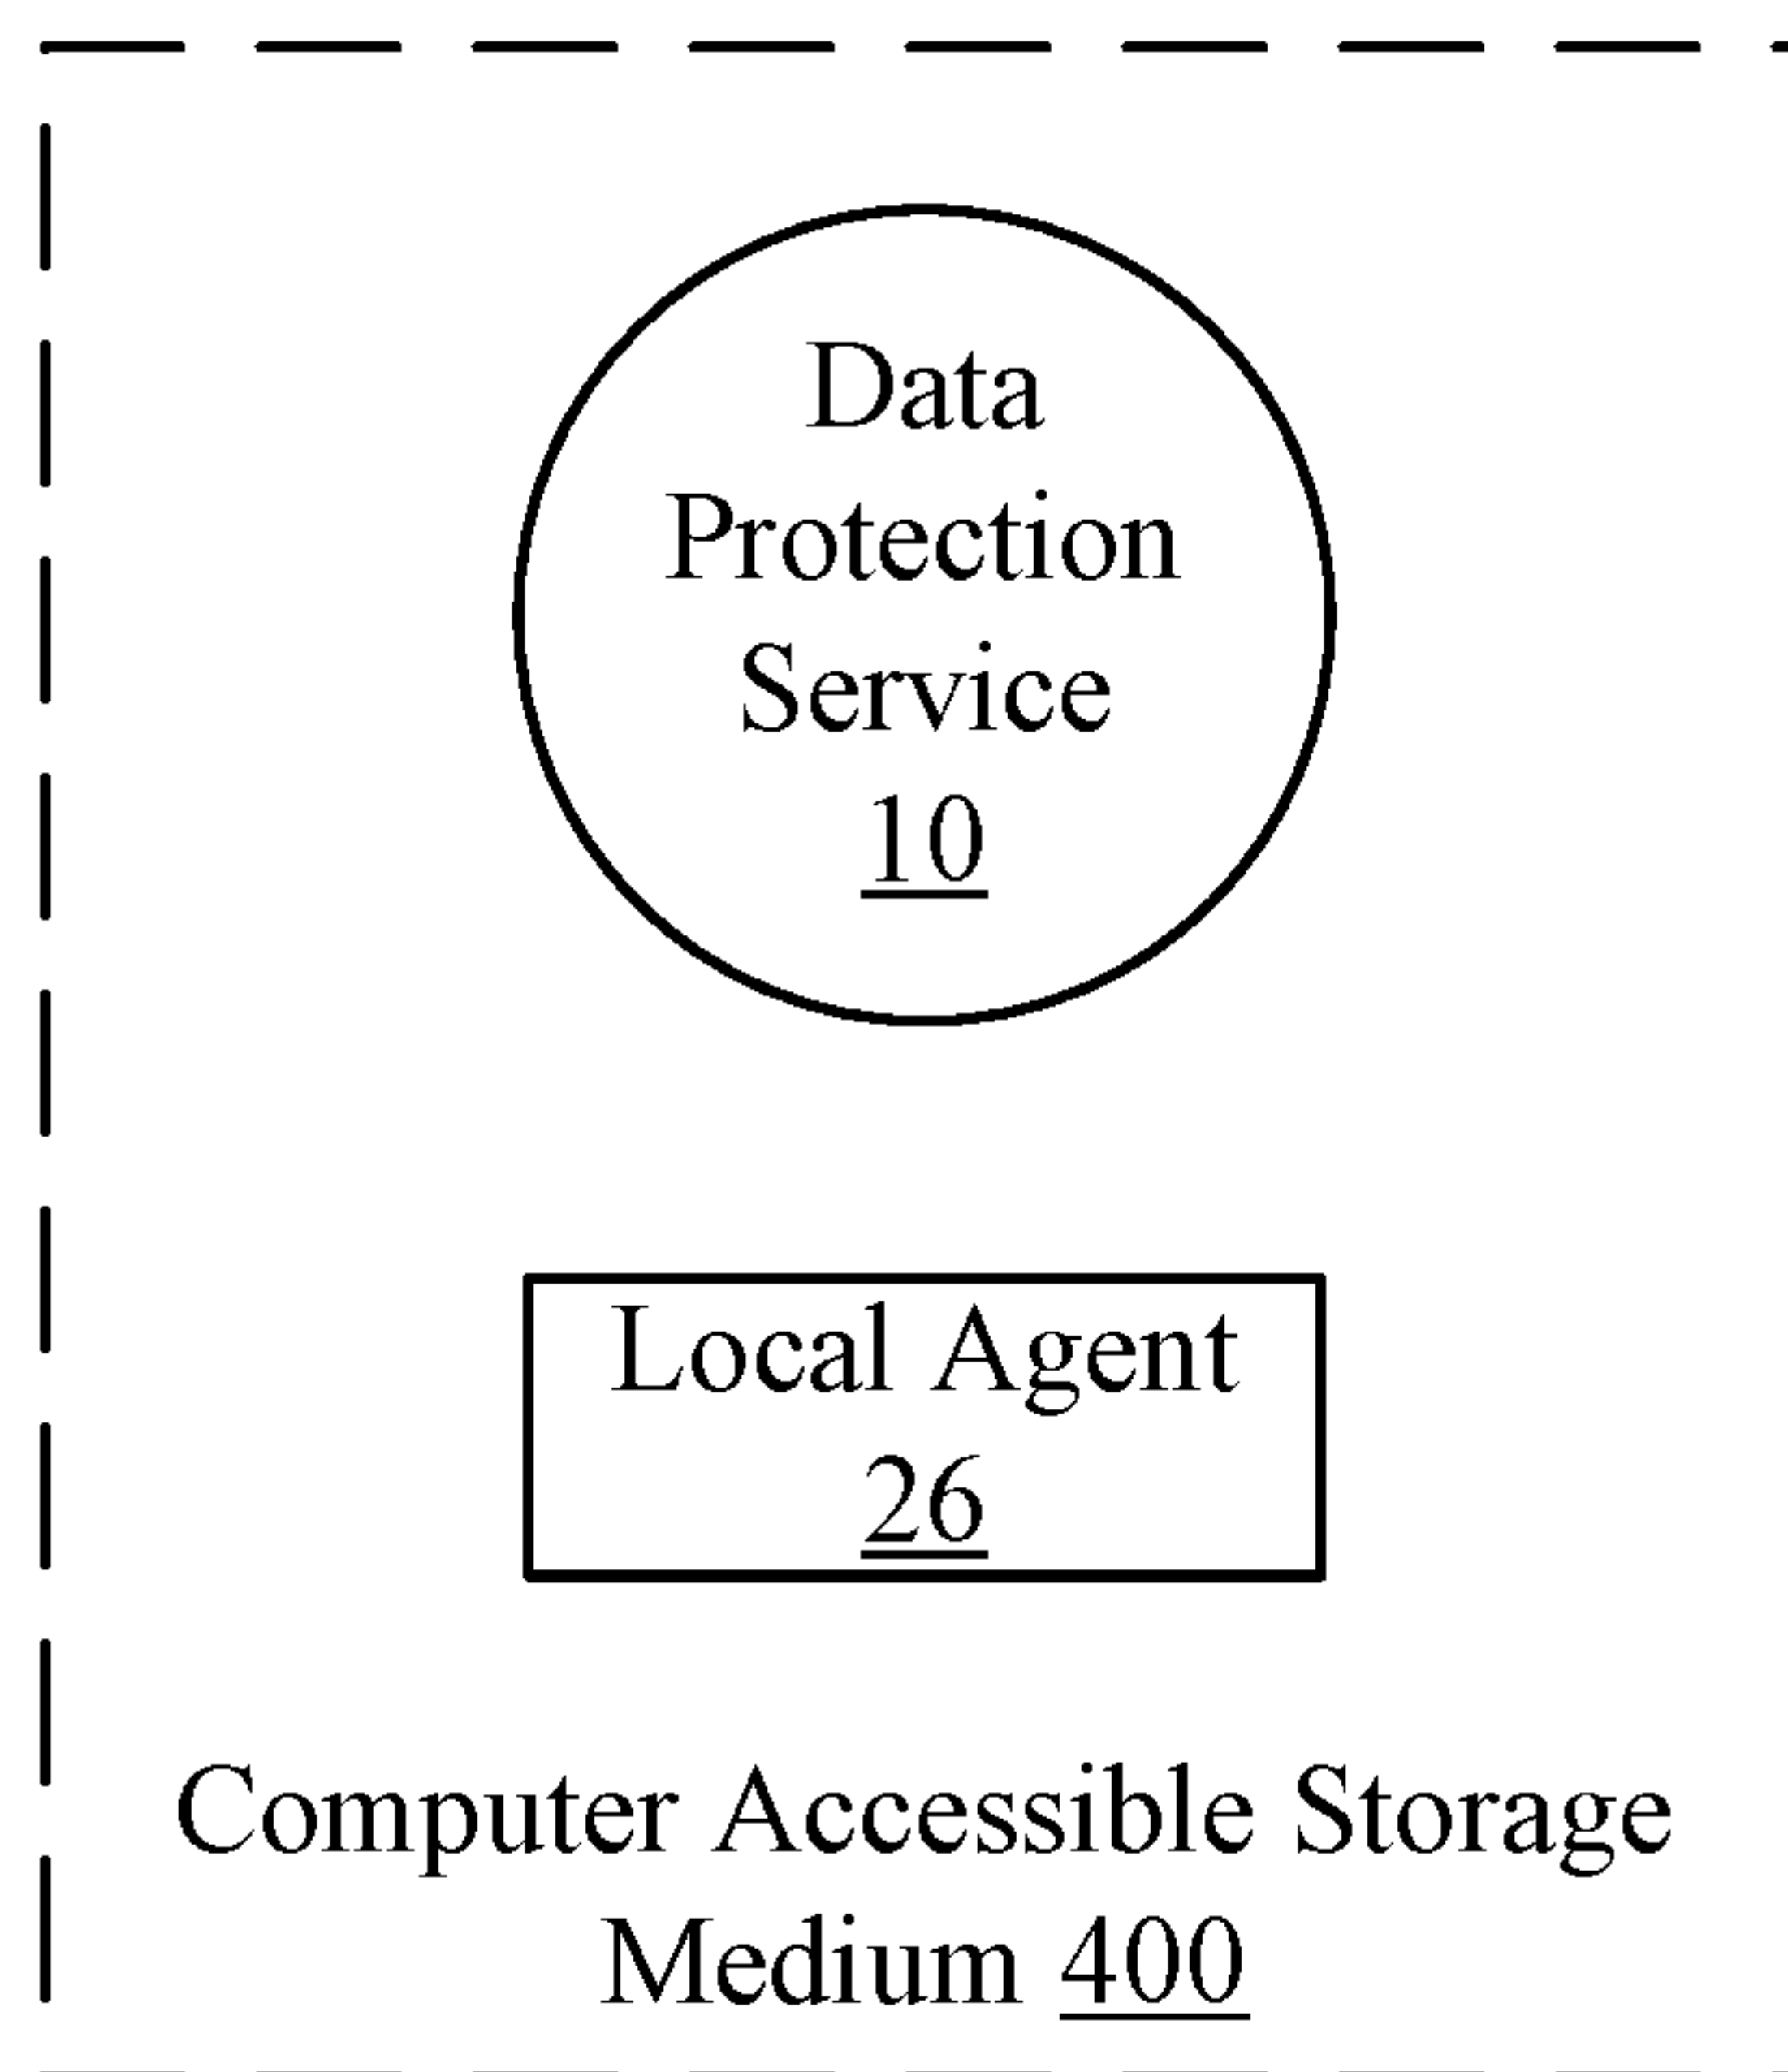 Data
Protection
Service
10
Local Agent
26
Computer Accessible Storage
Medium 400